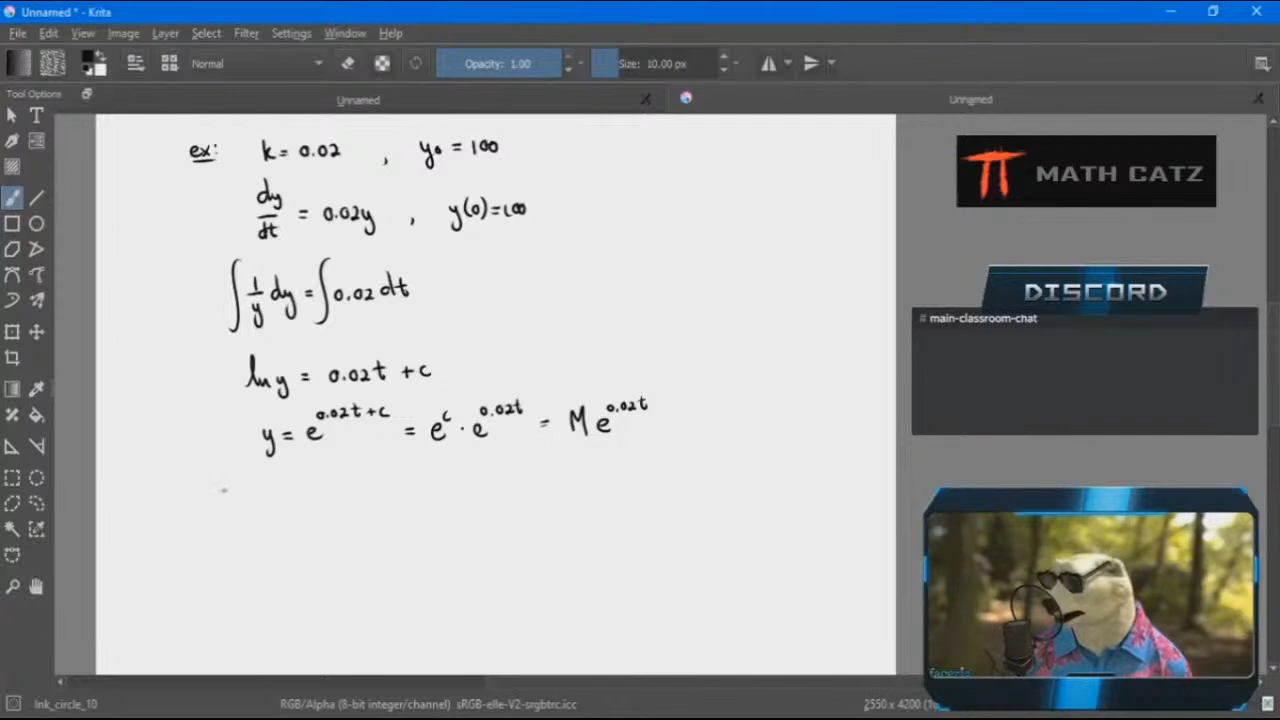 Unnamed * - Krita
File Edit View Image Layer Select Filter Settings Window Help
Normal Opacity: 1.00 Size: 10.00 px
Tool Options
Unnamed Unnamed
ex: k = 0.02 , y₀ = 100
dy/dt = 0.02y , y(0) = 100
∫ 1/y dy = ∫ 0.02 dt
ln y = 0.02t + c
y = e^(0.02t + c) = e^c · e^(0.02t) = M e^(0.02t)
π MATH CATZ
DISCORD
# main-classroom-chat
facerig
Ink_circle_10 RGB/Alpha (8-bit integer/channel) sRGB-elle-V2-srgbtrc.icc 2550 x 4200